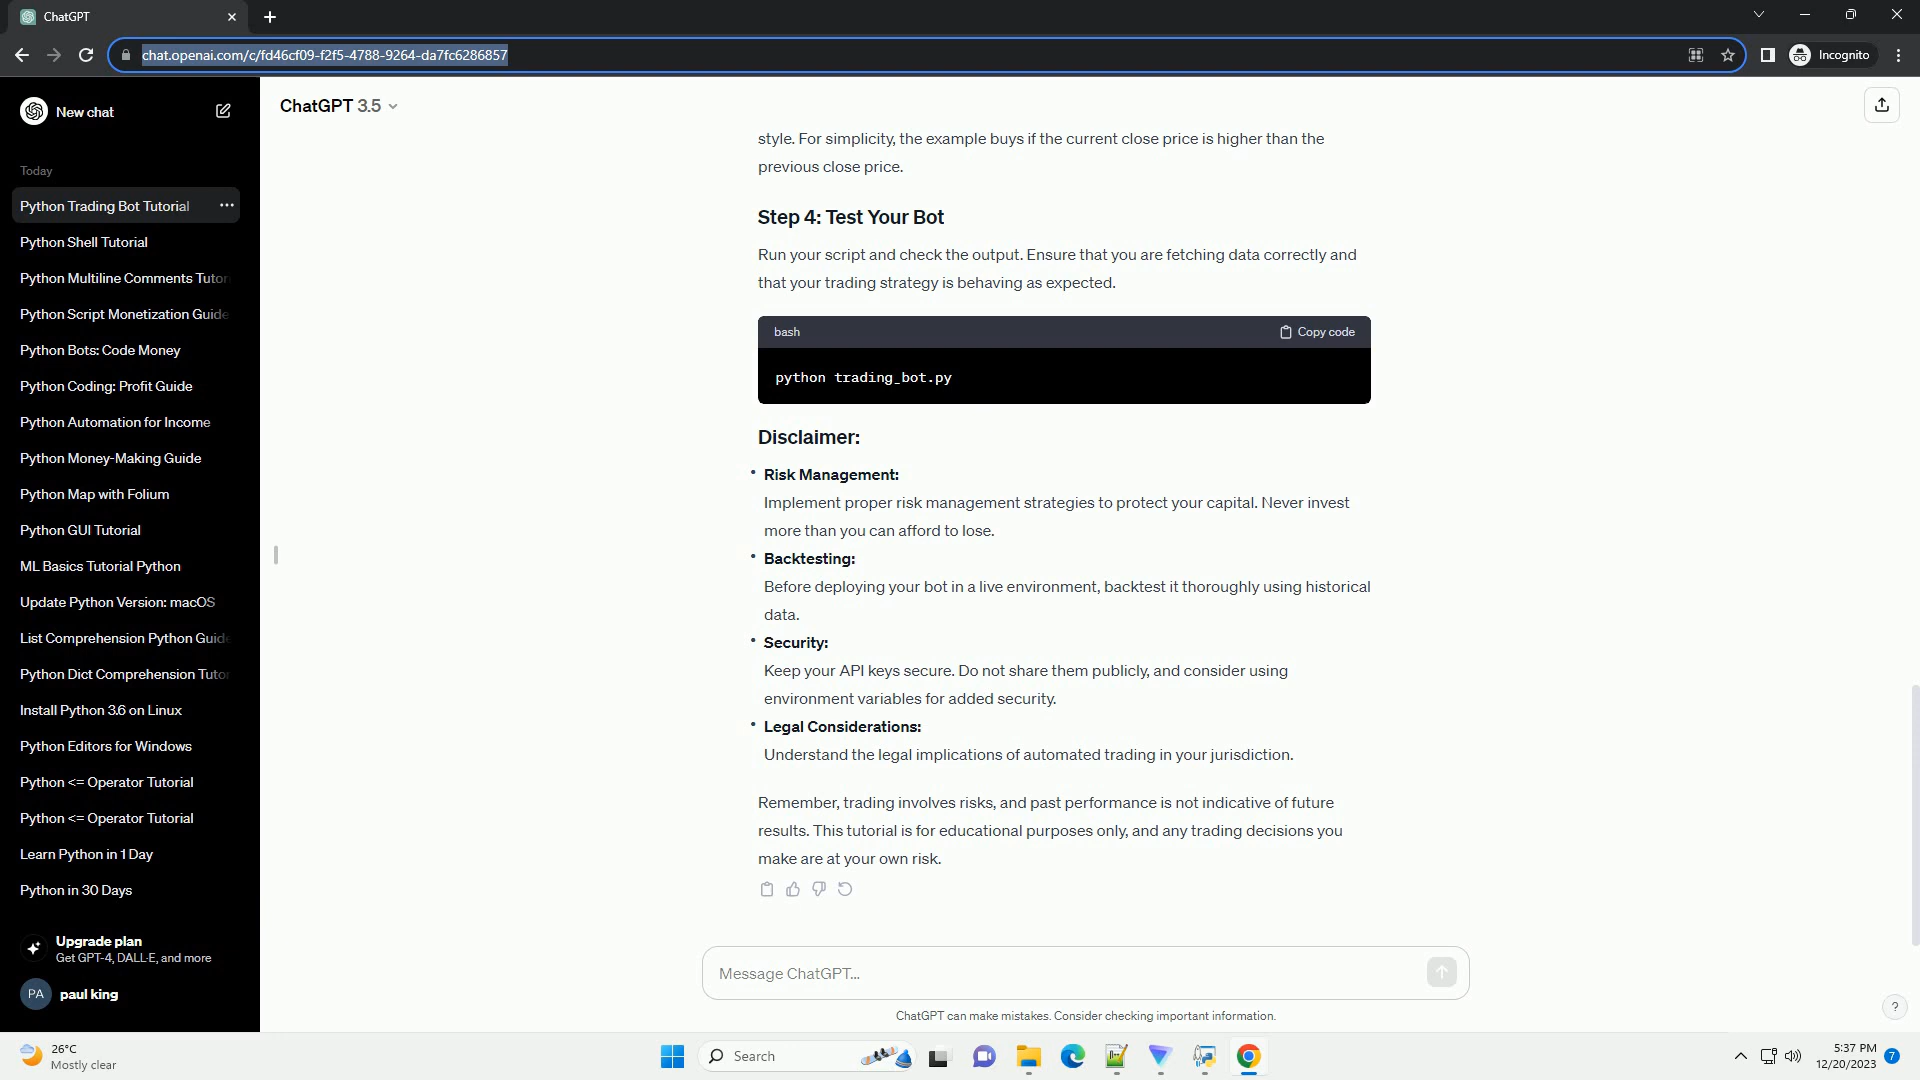 ChatGPT
chat.openai.com/c/fd46cf09-f2f5-4788-9264-da7fc6286857
Incognito
New chat
Today
Python Trading Bot Tutorial
Python Shell Tutorial
Python Multiline Comments Tutor
Python Script Monetization Guide
Python Bots: Code Money
Python Coding: Profit Guide
Python Automation for Income
Python Money-Making Guide
Python Map with Folium
Python GUI Tutorial
ML Basics Tutorial Python
Update Python Version: macOS
List Comprehension Python Guide
Python Dict Comprehension Tutor
Install Python 3.6 on Linux
Python Editors for Windows
Python <= Operator Tutorial
Python <= Operator Tutorial
Learn Python in 1 Day
Python in 30 Days
Upgrade plan
Get GPT-4, DALL·E, and more
PA
paul king
ChatGPT 3.5
style. For simplicity, the example buys if the current close price is higher than the
previous close price.
Step 4: Test Your Bot
Run your script and check the output. Ensure that you are fetching data correctly and
that your trading strategy is behaving as expected.
bash
Copy code
python trading_bot.py
Disclaimer:
• Risk Management:
Implement proper risk management strategies to protect your capital. Never invest
more than you can afford to lose.
• Backtesting:
Before deploying your bot in a live environment, backtest it thoroughly using historical
data.
• Security:
Keep your API keys secure. Do not share them publicly, and consider using
environment variables for added security.
• Legal Considerations:
Understand the legal implications of automated trading in your jurisdiction.
Remember, trading involves risks, and past performance is not indicative of future
results. This tutorial is for educational purposes only, and any trading decisions you
make are at your own risk.
Message ChatGPT...
ChatGPT can make mistakes. Consider checking important information.
?
26°C
Mostly clear
Search
5:37 PM
12/20/2023
7